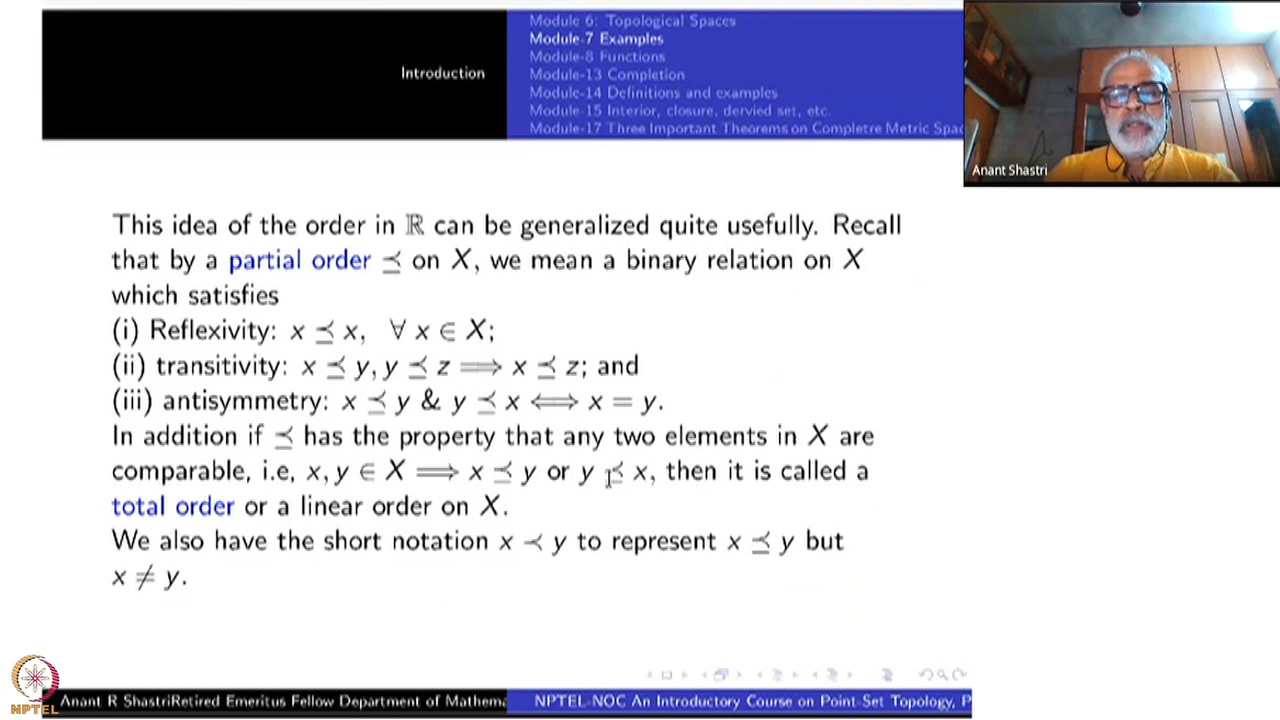 Introduction
Module 6: Topological Spaces
Module-7 Examples
Module-8 Functions
Module-13 Completion
Module-14 Definitions and examples
Module-15 Interior, closure, dervied set, etc.
Module-17 Three Important Theorems on Completre Metric Spac
Anant Shastri
This idea of the order in ℝ can be generalized quite usefully. Recall
that by a partial order ⪯ on X, we mean a binary relation on X
which satisfies
(i) Reflexivity: x ⪯ x, ∀ x ∈ X;
(ii) transitivity: x ⪯ y, y ⪯ z ⟹ x ⪯ z; and
(iii) antisymmetry: x ⪯ y & y ⪯ x ⟺ x = y.
In addition if ⪯ has the property that any two elements in X are
comparable, i.e, x, y ∈ X ⟹ x ⪯ y or y ⪯ x, then it is called a
total order or a linear order on X.
We also have the short notation x ≺ y to represent x ⪯ y but
x ≠ y.
NPTEL
Anant R ShastriRetired Emeritus Fellow Department of Mathema
NPTEL-NOC An Introductory Course on Point-Set Topology, P